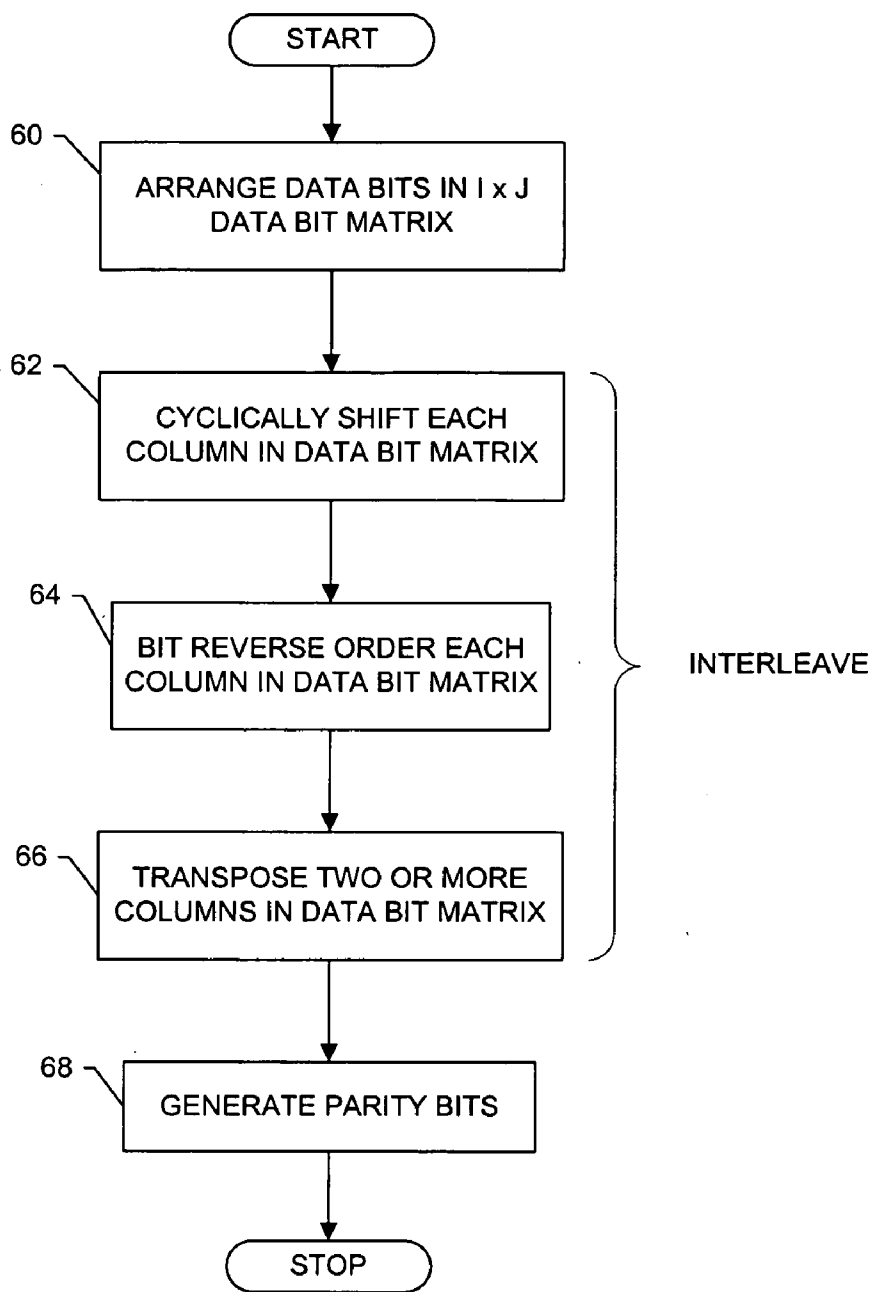 START
60
ARRANGE DATA BITS IN I x J
DATA BIT MATRIX
62
CYCLICALLY SHIFT EACH
COLUMN IN DATA BIT MATRIX
64
BIT REVERSE ORDER EACH
COLUMN IN DATA BIT MATRIX
INTERLEAVE
66
TRANSPOSE TWO OR MORE
COLUMNS IN DATA BIT MATRIX
68
GENERATE PARITY BITS
STOP